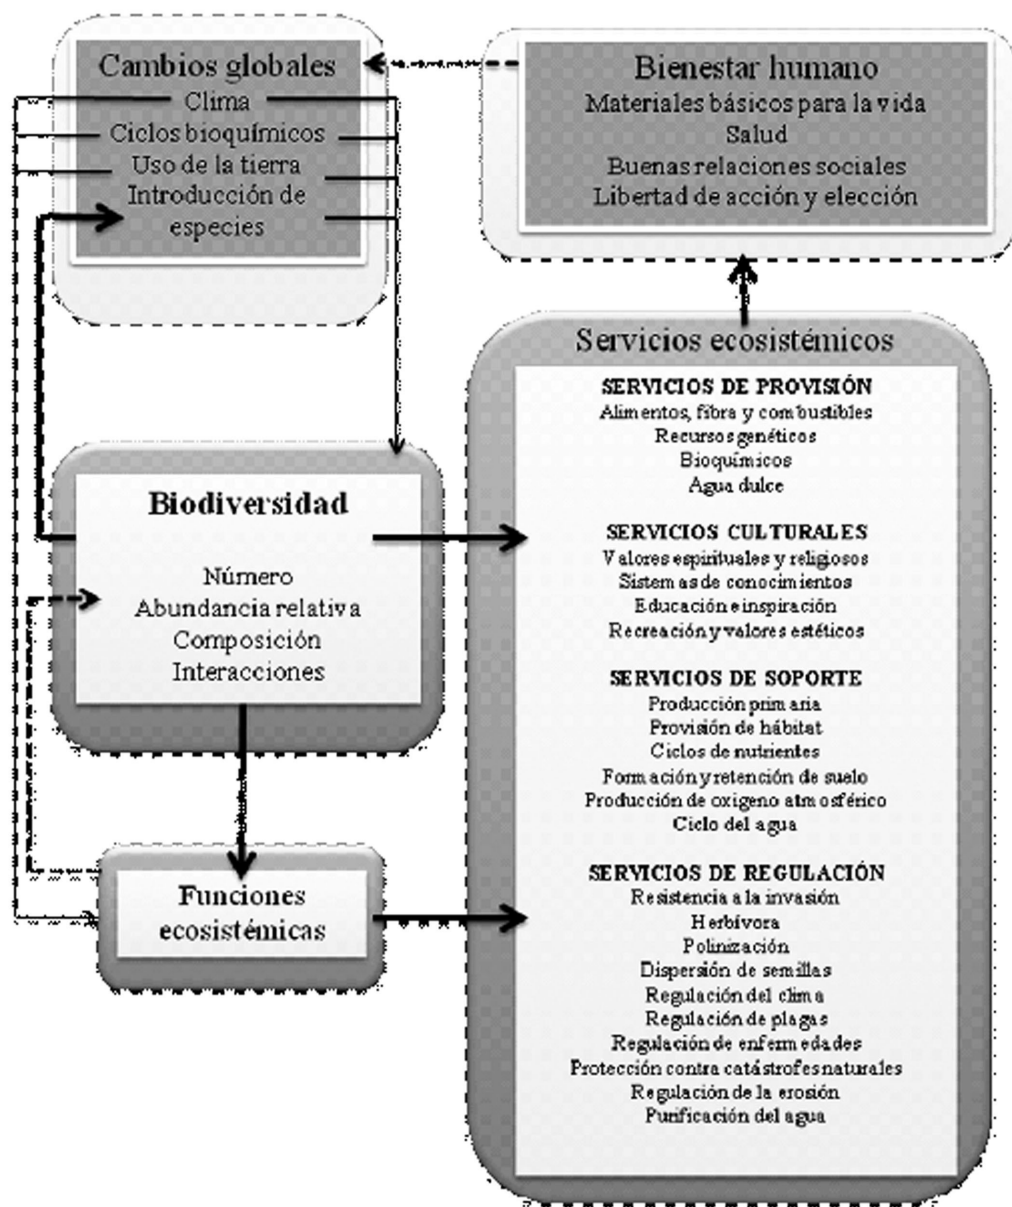 Cambios globales
Clima
Ciclos bioquímicos
Uso de la tierra
Introducción de
especies
Bienestar humano
Materiales básicos para la vida
Salud
Buenas relaciones sociales
Libertad de acción y elección
Biodiversidad
Número
Abundancia relativa
Composición
Interacciones
Funciones
ecosistémicas
Servicios ecosistémicos
SERVICIOS DE PROVISIÓN
Alimentos, fibra y combustibles
Recursos genéticos
Bioquímicos
Agua dulce
SERVICIOS CULTURALES
Valores espirituales y religiosos
Sistemas de conocimientos
Educación e inspiración
Recreación y valores estéticos
SERVICIOS DE SOPORTE
Producción primaria
Provisión de hábitat
Ciclos de nutrientes
Formación y retención de suelo
Producción de oxigeno atmosférico
Ciclo del agua
SERVICIOS DE REGULACIÓN
Resistencia a la invasión
Herbívora
Polinización
Dispersión de semillas
Regulación del clima
Regulación de plagas
Regulación de enfermedades
Protección contra catástrofes naturales
Regulación de la erosión
Purificación del agua